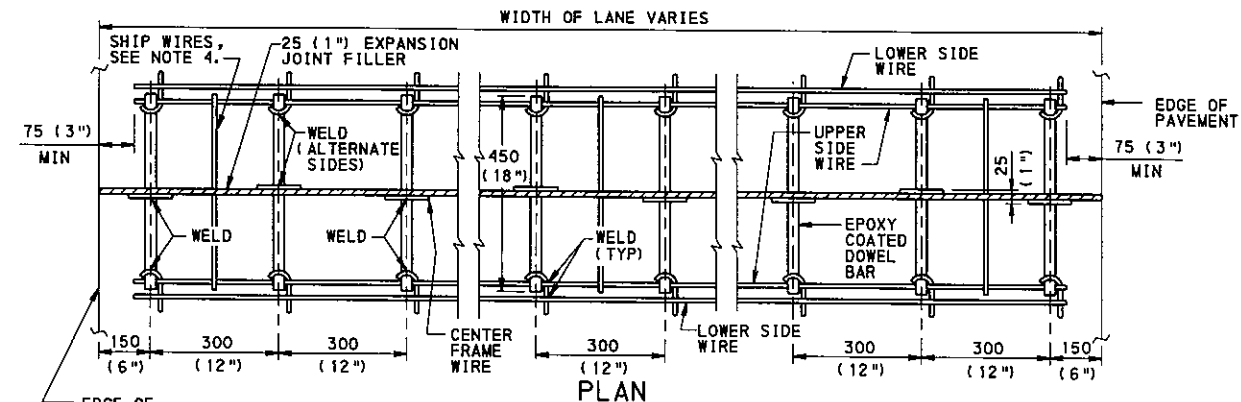 WIDTH OF LANE VARIES
SHIP WIRES,
SEE NOTE 4.
25 (1") EXPANSION
JOINT FILLER
LOWER SIDE
WIRE
75 (3")
MIN
WELD
(ALTERNATE
SIDES)
450
(18")
UPPER
SIDE
WIRE
EDGE OF
PAVEMENT
75 (3")
MIN
25
(1")
WELD
WELD
WELD
(TYP)
EPOXY
COATED
DOWEL
BAR
CENTER
FRAME
WIRE
LOWER SIDE
WIRE
150
(6")
300
(12")
300
(12")
300
(12")
300
(12")
300
(12")
150
(6")
PLAN
EDGE OF